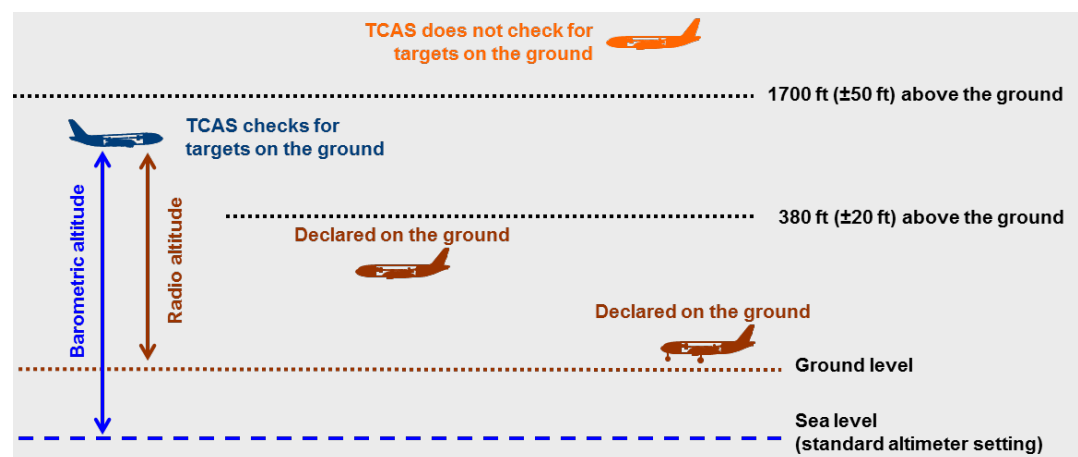 TCAS does not check for
targets on the ground
1700 ft (±50 ft) above the ground
TCAS checks for
targets on the ground
Barometric altitude
Radio altitude
380 ft (±20 ft) above the ground
Declared on the ground
Declared on the ground
Ground level
Sea level
(standard altimeter setting)